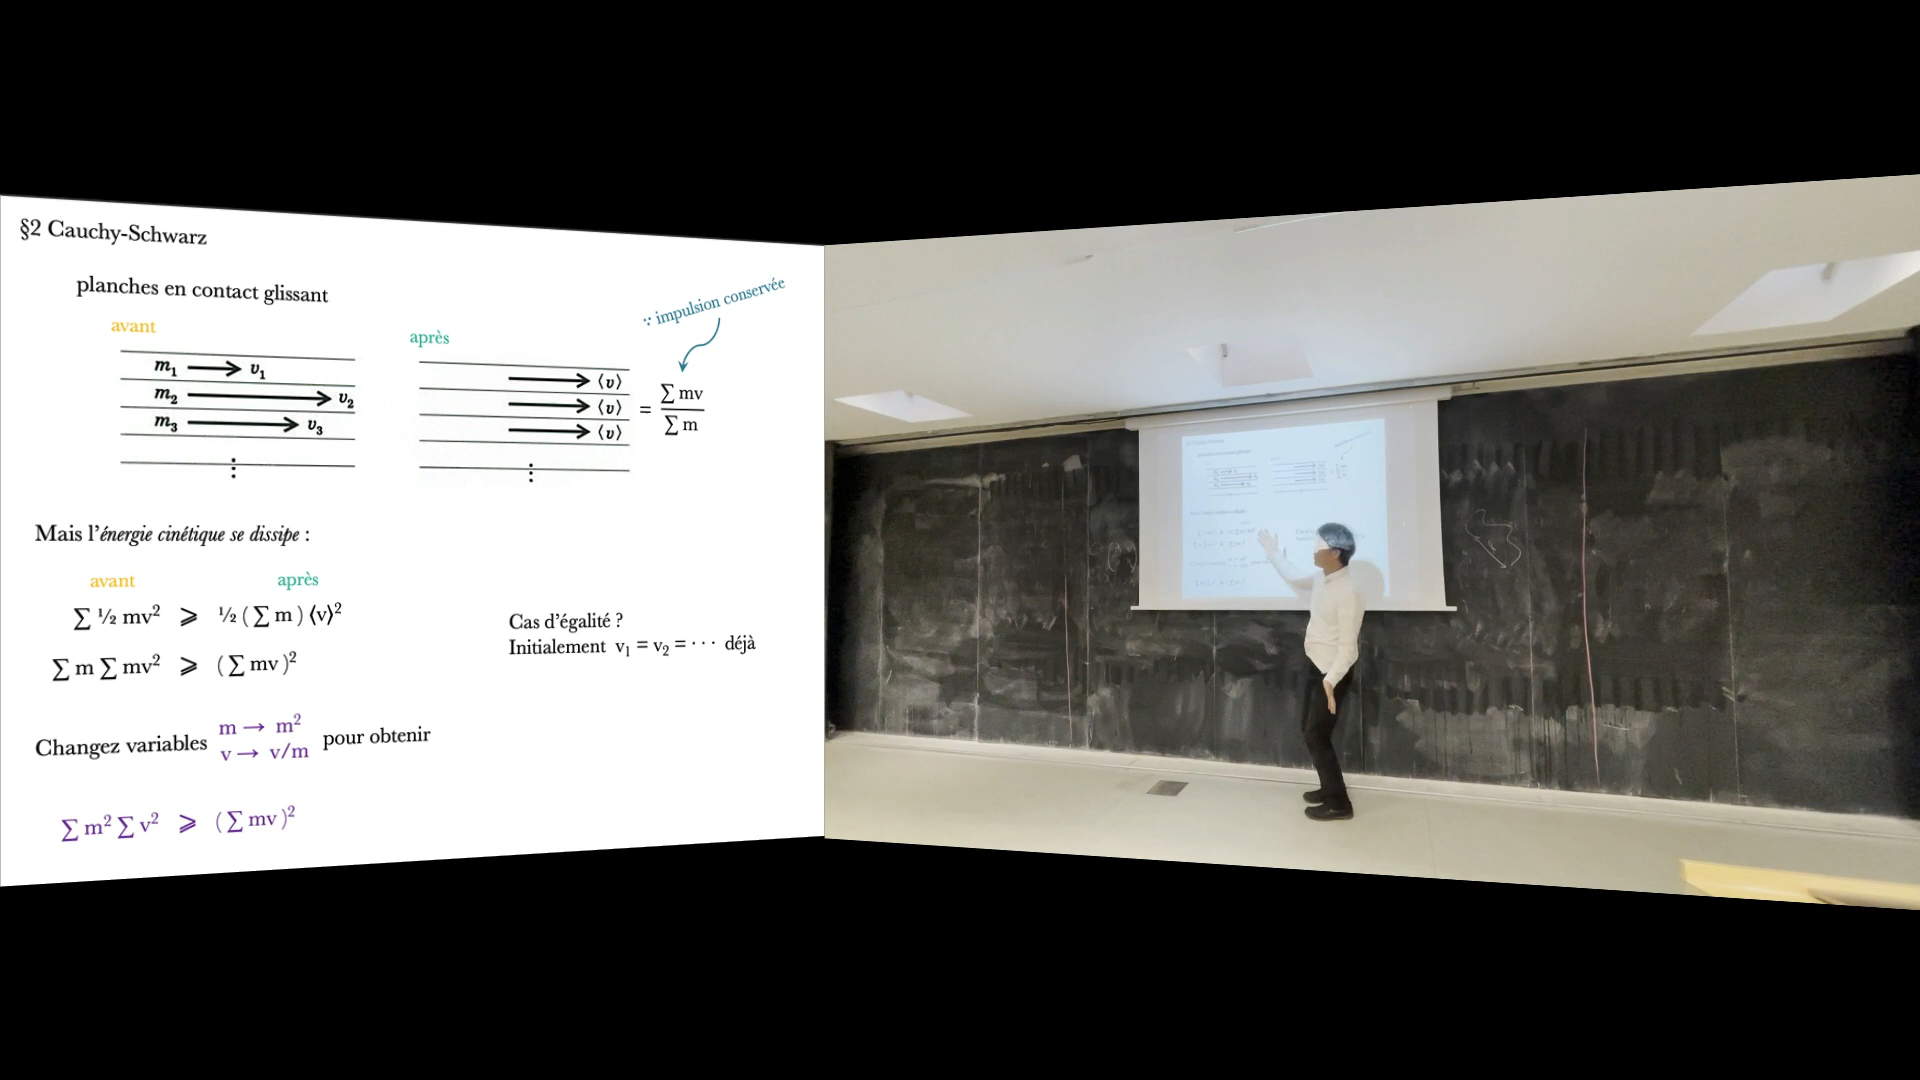 §2 Cauchy-Schwarz
planches en contact glissant
∵ impulsion conservée
avant
après
m₁ → v₁
m₂ → v₂
m₃ → v₃
⋮
→ ⟨v⟩
→ ⟨v⟩
→ ⟨v⟩
⋮
= ∑ mv / ∑ m
Mais l'énergie cinétique se dissipe :
avant après
∑ ½ mv² ⩾ ½ ( ∑ m ) ⟨v⟩²
∑ m ∑ mv² ⩾ ( ∑ mv )²
Cas d'égalité ?
Initialement v₁ = v₂ = · · · déjà
Changez variables m → m² v → v/m pour obtenir
∑ m² ∑ v² ⩾ ( ∑ mv )²